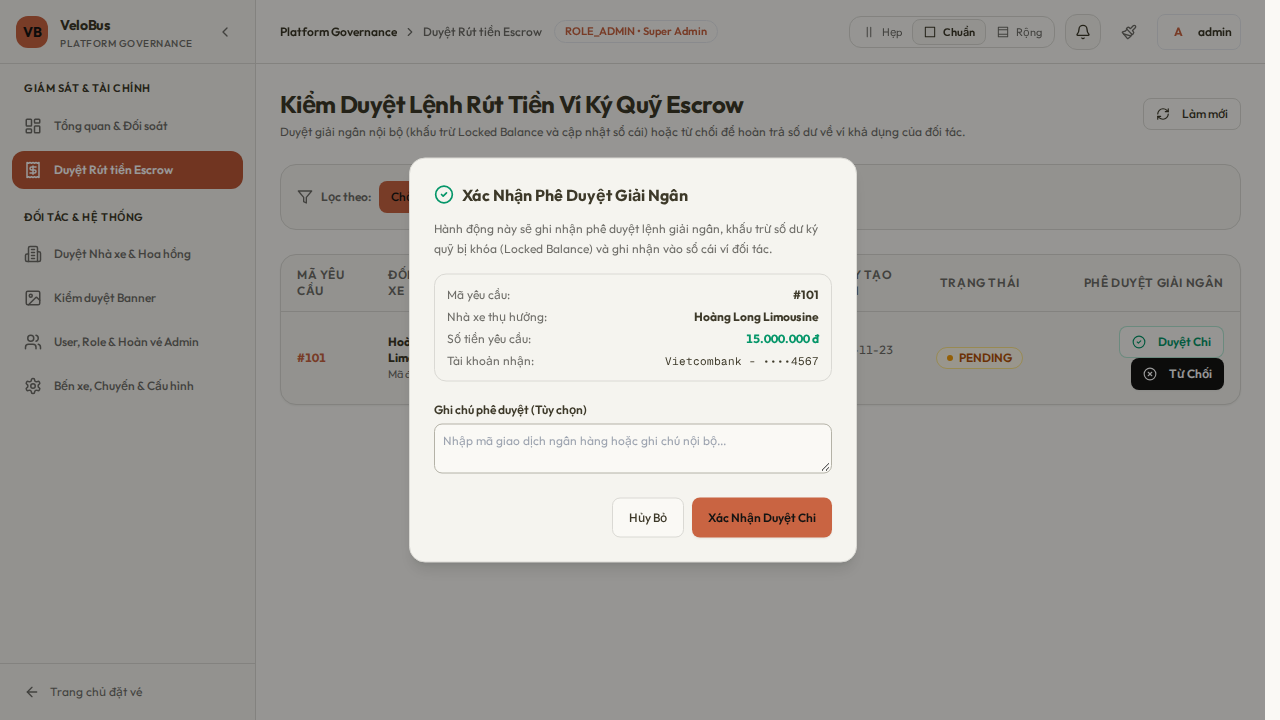 VB
VeloBus
PLATFORM GOVERNANCE
Platform Governance
Duyệt Rút tiền Escrow
ROLE_ADMIN • Super Admin
Hẹp
Chuẩn
Rộng
A
admin
GIÁM SÁT & TÀI CHÍNH
Tổng quan & Đối soát
Duyệt Rút tiền Escrow
ĐỐI TÁC & HỆ THỐNG
Duyệt Nhà xe & Hoa hồng
Kiểm duyệt Banner
User, Role & Hoàn vé Admin
Bến xe, Chuyến & Cấu hình
Trang chủ đặt vé
Kiểm Duyệt Lệnh Rút Tiền Ví Ký Quỹ Escrow
Duyệt giải ngân nội bộ (khấu trừ Locked Balance và cập nhật sổ cái) hoặc từ chối để hoàn trả số dư về ví khả dụng của đối tác.
Làm mới
Lọc theo:
MÃ YÊU
CẦU
XE
TẠO
TRẠNG THÁI
PHÊ DUYỆT GIẢI NGÂN
#101
-11-23
PENDING
Duyệt Chi
Từ Chối
Xác Nhận Phê Duyệt Giải Ngân
Hành động này sẽ ghi nhận phê duyệt lệnh giải ngân, khấu trừ số dư ký
quỹ bị khóa (Locked Balance) và ghi nhận vào sổ cái ví đối tác.
Mã yêu cầu:
#101
Nhà xe thụ hưởng:
Hoàng Long Limousine
Số tiền yêu cầu:
15.000.000 đ
Tài khoản nhận:
Vietcombank - ••••4567
Ghi chú phê duyệt (Tùy chọn)
Nhập mã giao dịch ngân hàng hoặc ghi chú nội bộ...
Hủy Bỏ
Xác Nhận Duyệt Chi